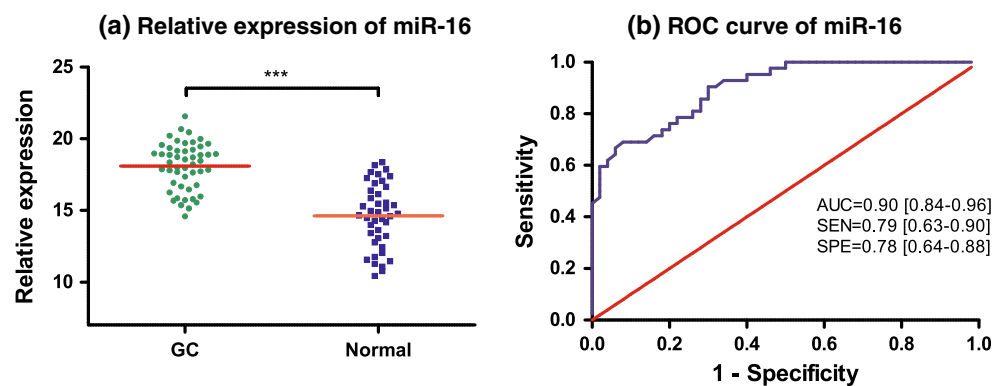 (a) Relative expression of miR-16
***
Relative expression
25
20
15
10
GC
Normal
(b) ROC curve of miR-16
Sensitivity
1.0
0.8
0.6
0.4
0.2
0.0
AUC=0.90 [0.84-0.96]
SEN=0.79 [0.63-0.90]
SPE=0.78 [0.64-0.88]
0.0 0.2 0.4 0.6 0.8 1.0
1 - Specificity